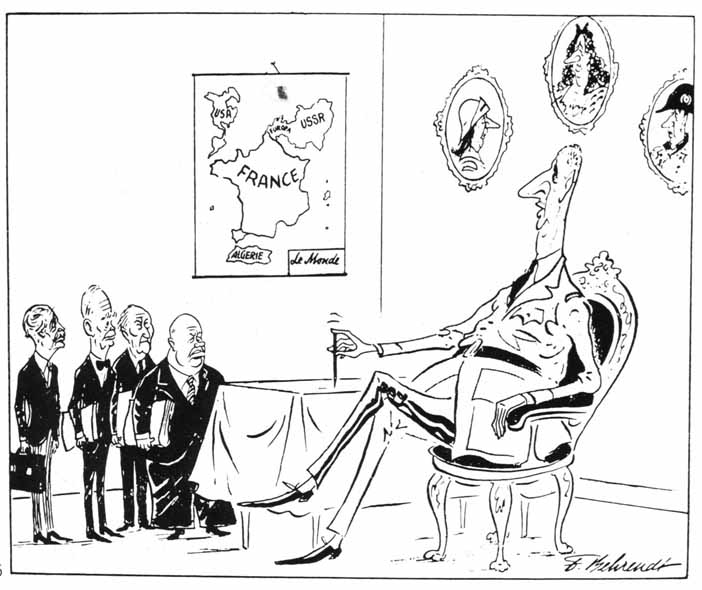 USA
EUROPA
USSR
FRANCE
ALGERIE
Le Monde
F. Behrendt